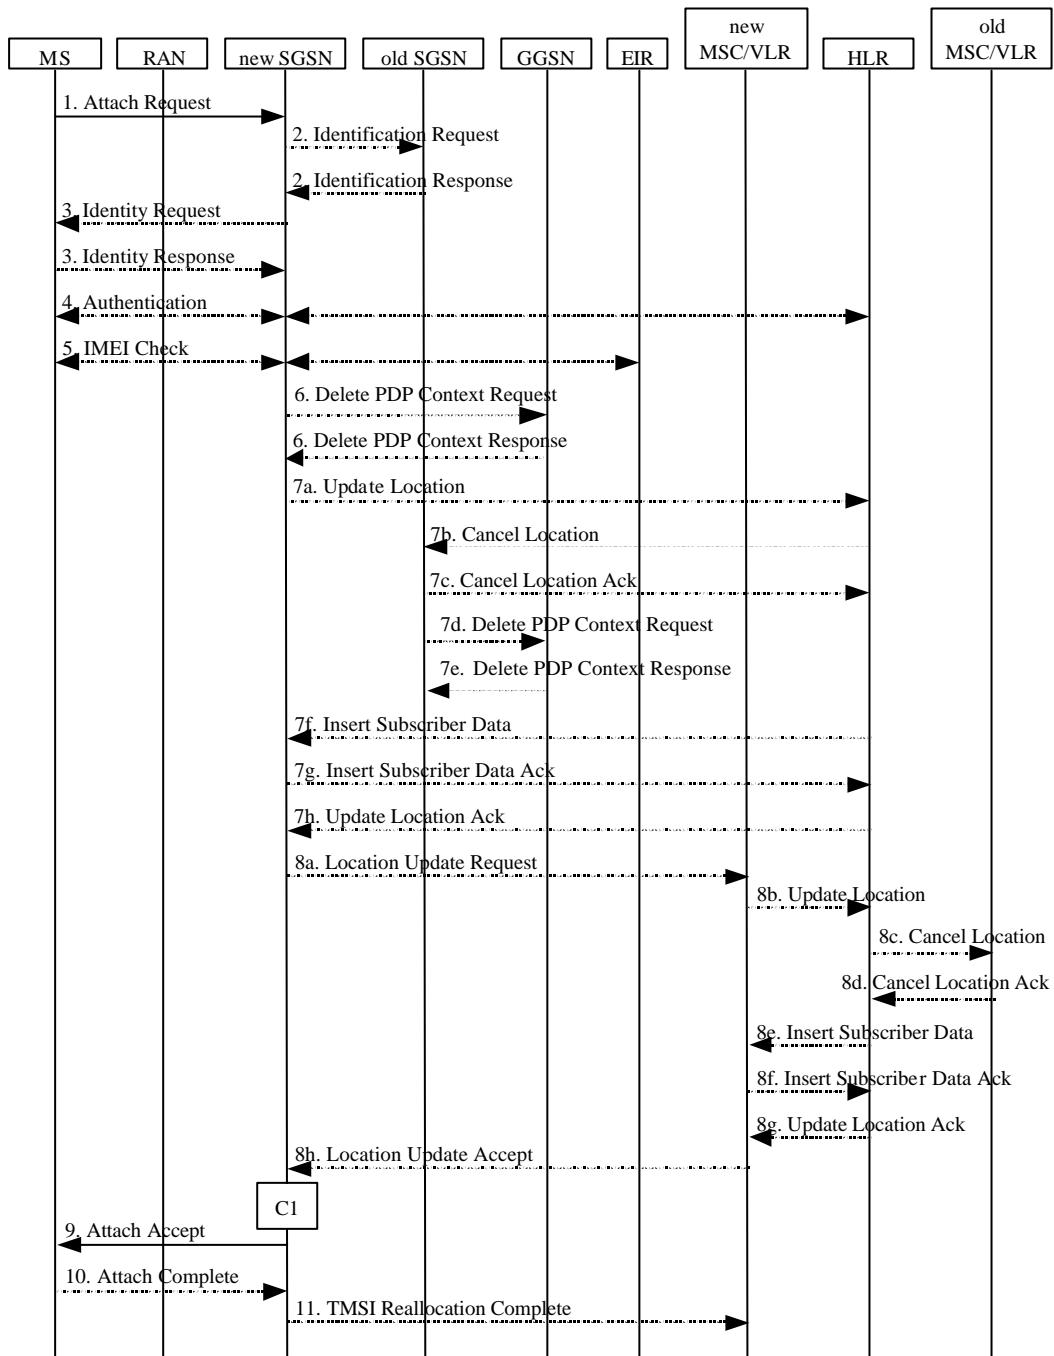 new
old
MS
RAN
new SGSN
old SGSN
GGSN
EIR
MSC/VLR
HLR
MSC/VLR
1. Attach Request
2. Identification Request
2. Identification Response
3. Identity Request
3. Identity Response
4. Authentication
5. IMEI Check
6. Delete PDP Context Request
6. Delete PDP Context Response
7a. Update Location
7b. Cancel Location
7c. Cancel Location Ack
7d. Delete PDP Context Request
7e. Delete PDP Context Response
7f. Insert Subscriber Data
7g. Insert Subscriber Data Ack
7h. Update Location Ack
8a. Location Update Request
8b. Update Location
8c. Cancel Location
8d. Cancel Location Ack
8e. Insert Subscriber Data
8f. Insert Subscriber Data Ack
8g. Update Location Ack
8h. Location Update Accept
C1
9. Attach Accept
10. Attach Complete
11. TMSI Reallocation Complete